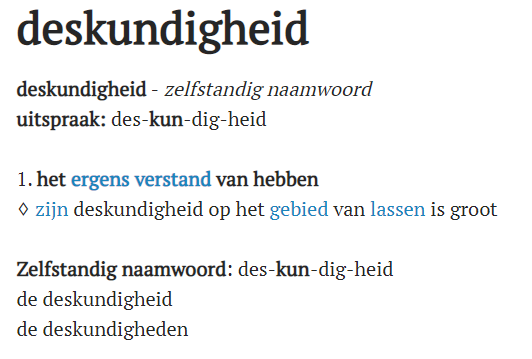 deskundigheid
deskundigheid - zelfstandig naamwoord
uitspraak: des-kun-dig-heid
1. het ergens verstand van hebben
◊ zijn deskundigheid op het gebied van lassen is groot
Zelfstandig naamwoord: des-kun-dig-heid
de deskundigheid
de deskundigheden